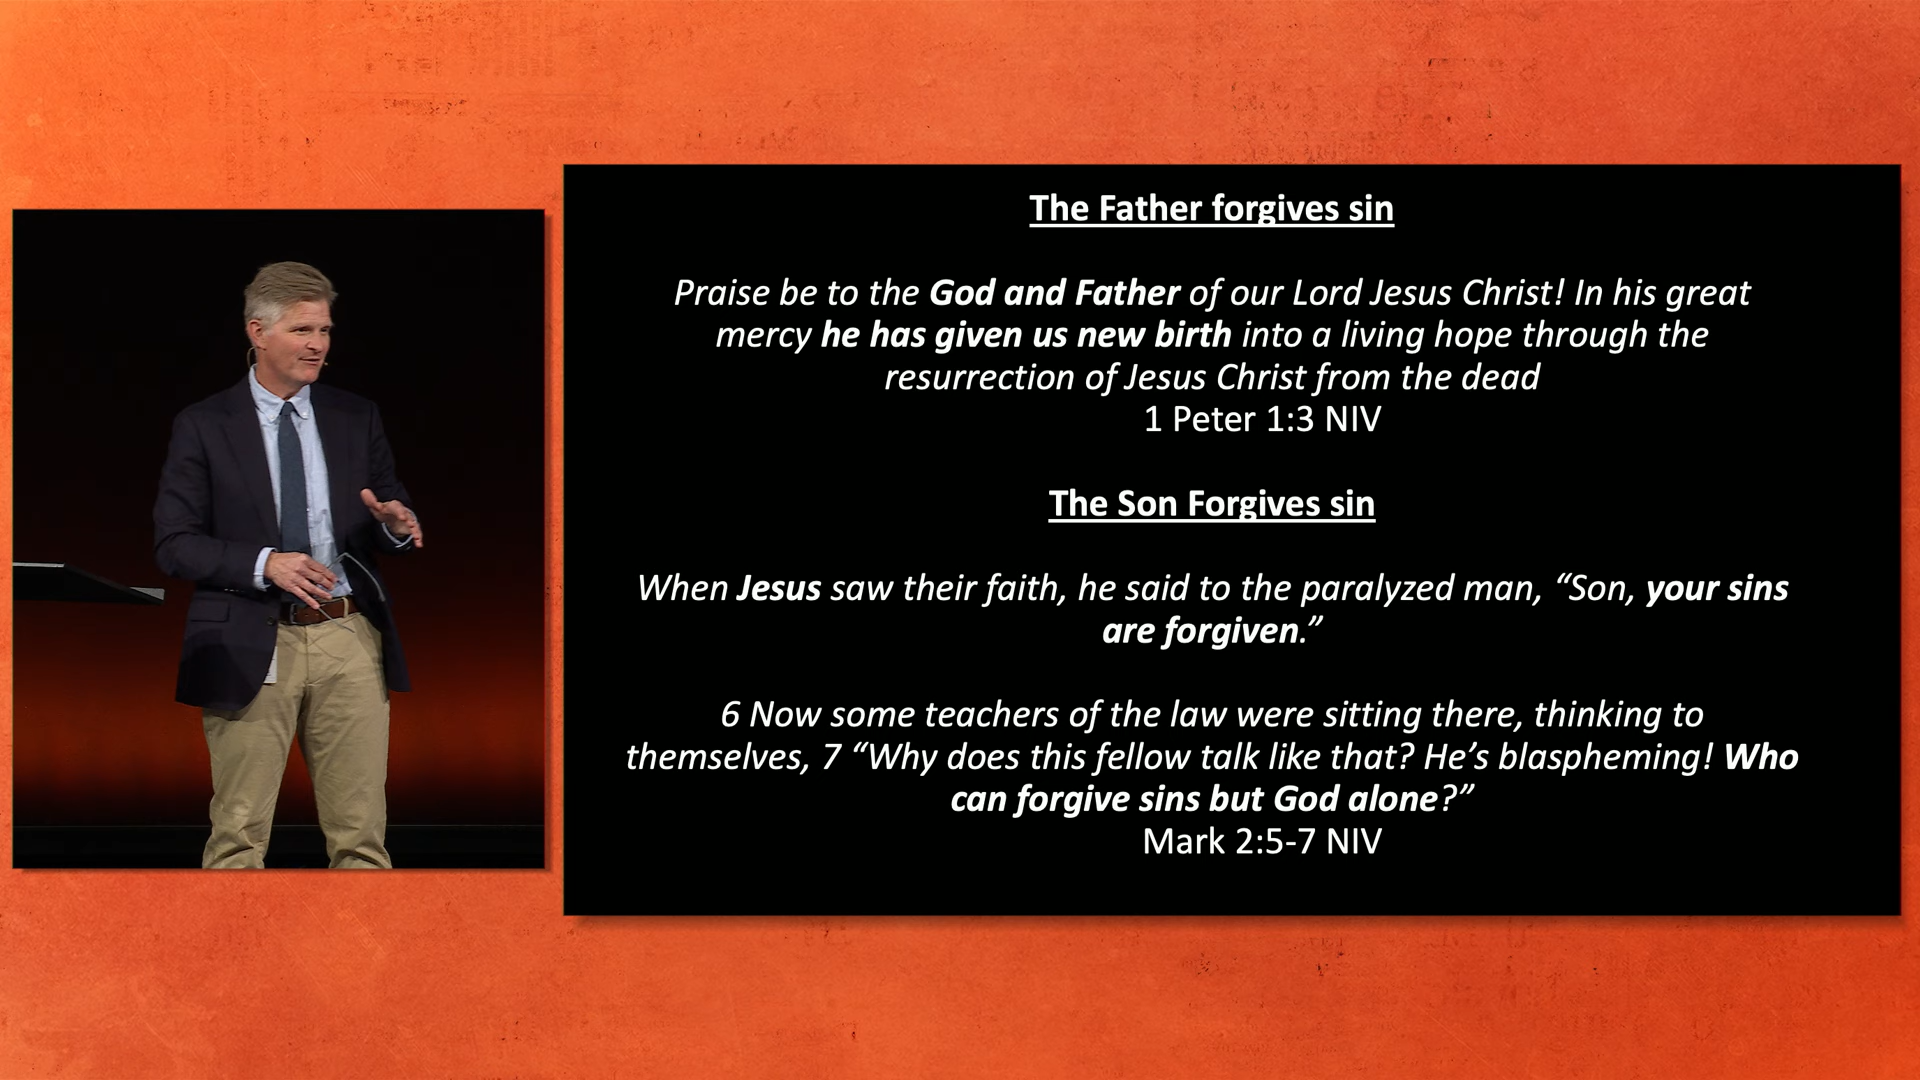 The Father forgives sin
Praise be to the God and Father of our Lord Jesus Christ! In his great
mercy he has given us new birth into a living hope through the
resurrection of Jesus Christ from the dead
1 Peter 1:3 NIV
The Son Forgives sin
When Jesus saw their faith, he said to the paralyzed man, “Son, your sins
are forgiven.”
6 Now some teachers of the law were sitting there, thinking to
themselves, 7 “Why does this fellow talk like that? He’s blaspheming! Who
can forgive sins but God alone?”
Mark 2:5-7 NIV